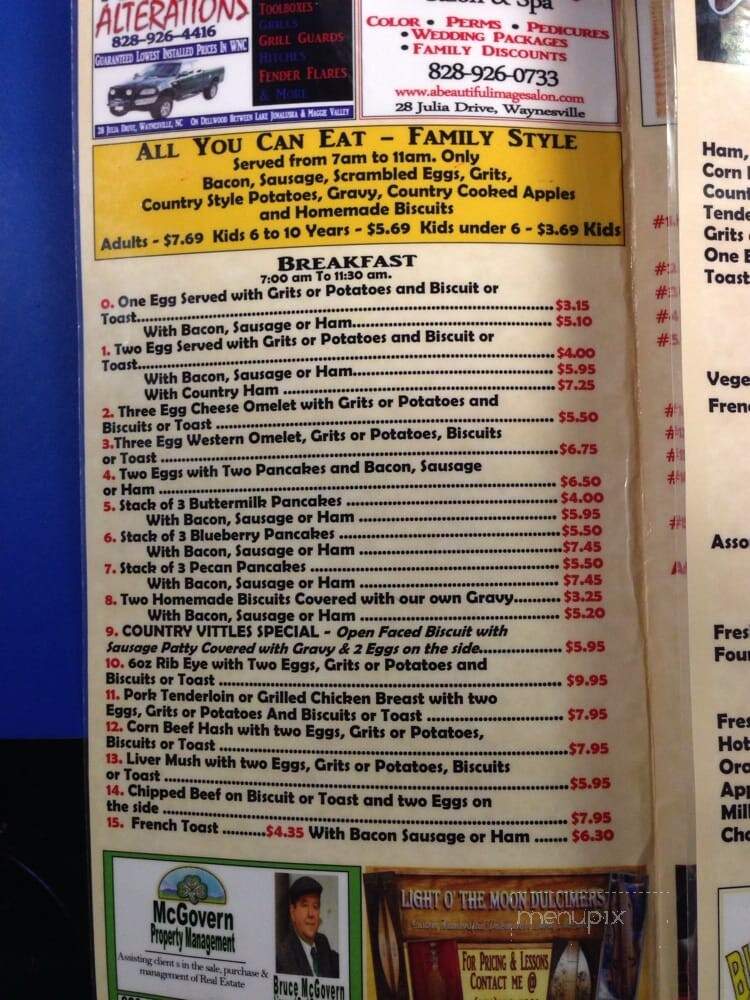 ALTERATIONS
828-926-4416
GUARANTEED LOWEST INSTALLED PRICES IN WNC
TOOLBOXES
GRILLS
GRILL GUARDS
HITCHES
FENDER FLARES
& MORE
28 JULIA DRIVE, WAYNESVILLE, NC ON DELLWOOD BETWEEN LAKE JUNALUSKA & MAGGIE VALLEY
& Spa
COLOR • PERMS • PEDICURES
• WEDDING PACKAGES •
• FAMILY DISCOUNTS
828-926-0733
www.abeautifulimagesalon.com
28 Julia Drive, Waynesville
ALL YOU CAN EAT – FAMILY STYLE
Served from 7am to 11am. Only
Bacon, Sausage, Scrambled Eggs, Grits,
Country Style Potatoes, Gravy, Country Cooked Apples
and Homemade Biscuits
Adults - $7.69 Kids 6 to 10 Years - $5.69 Kids under 6 - $3.69 Kids
BREAKFAST
7:00 am To 11:30 am.
0. One Egg Served with Grits or Potatoes and Biscuit or
Toast.......$3.15
With Bacon, Sausage or Ham.......$5.10
1. Two Egg Served with Grits or Potatoes and Biscuit or
Toast.......$4.00
With Bacon, Sausage or Ham.......$5.95
With Country Ham .......$7.25
2. Three Egg Cheese Omelet with Grits or Potatoes and
Biscuits or Toast .......$5.50
3.Three Egg Western Omelet, Grits or Potatoes, Biscuits
or Toast .......$6.75
4. Two Eggs with Two Pancakes and Bacon, Sausage
or Ham .......$6.50
5. Stack of 3 Buttermilk Pancakes .......$4.00
With Bacon, Sausage or Ham .......$5.95
6. Stack of 3 Blueberry Pancakes .......$5.50
With Bacon, Sausage or Ham .......$7.45
7. Stack of 3 Pecan Pancakes .......$5.50
With Bacon, Sausage or Ham .......$7.45
8. Two Homemade Biscuits Covered with our own Gravy.......$3.25
With Bacon, Sausage or Ham .......$5.20
9. COUNTRY VITTLES SPECIAL - Open Faced Biscuit with
Sausage Patty Covered with Gravy & 2 Eggs on the side.......$5.95
10. 6oz Rib Eye with Two Eggs, Grits or Potatoes and
Biscuits or Toast .......$9.95
11. Pork Tenderloin or Grilled Chicken Breast with two
Eggs, Grits or Potatoes And Biscuits or Toast .......$7.95
12. Corn Beef Hash with two Eggs, Grits or Potatoes,
Biscuits or Toast .......$7.95
13. Liver Mush with two Eggs, Grits or Potatoes, Biscuits
or Toast .......$5.95
14. Chipped Beef on Biscuit or Toast and two Eggs on
the side .......$7.95
15. French Toast ..........$4.35 With Bacon Sausage or Ham ....... $6.30
McGovern
Property Management
Assisting clients in the sale, purchase &
management of Real Estate
Bruce McGovern
LIGHT O' THE MOON DULCIMERS
FOR PRICING & LESSONS
CONTACT ME @
menupix
Ham,
Corn
Count
Tende
Grits
One
Toast
Vege
Fren
Asso
Fres
Four
Fres
Hot
Ora
App
Mil
Cho